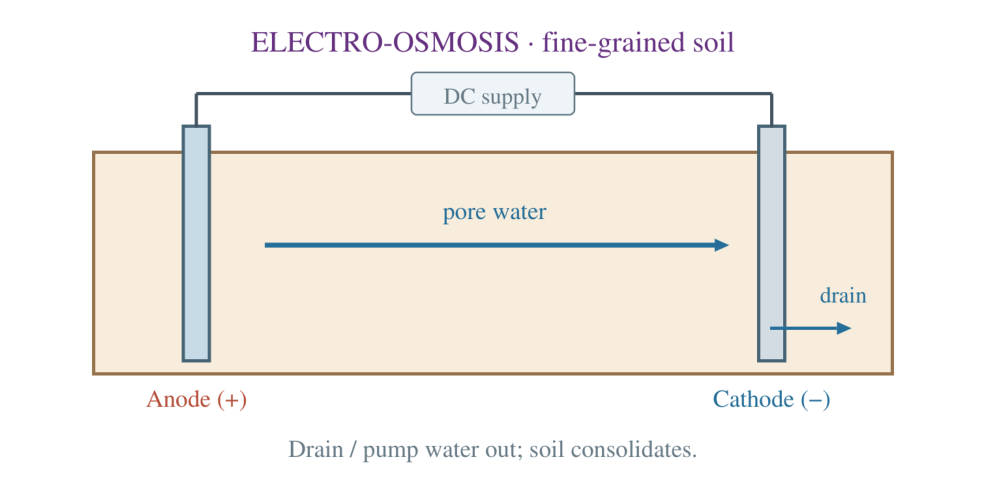 ELECTRO-OSMOSIS · fine-grained soil
DC supply
pore water
drain
Anode (+)
Cathode (−)
Drain / pump water out; soil consolidates.